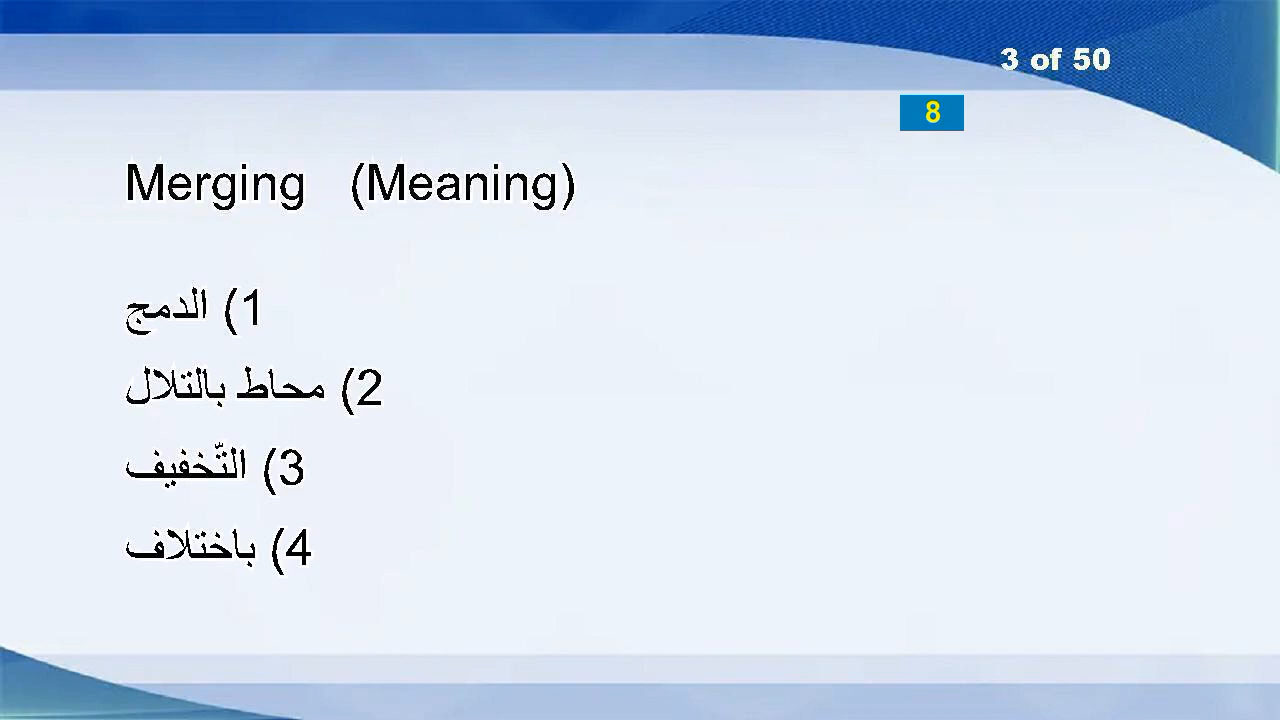 3 of 50
8
Merging (Meaning)
1) الدمج
2) محاط بالتلال
3) التّخفيف
4) باختلاف